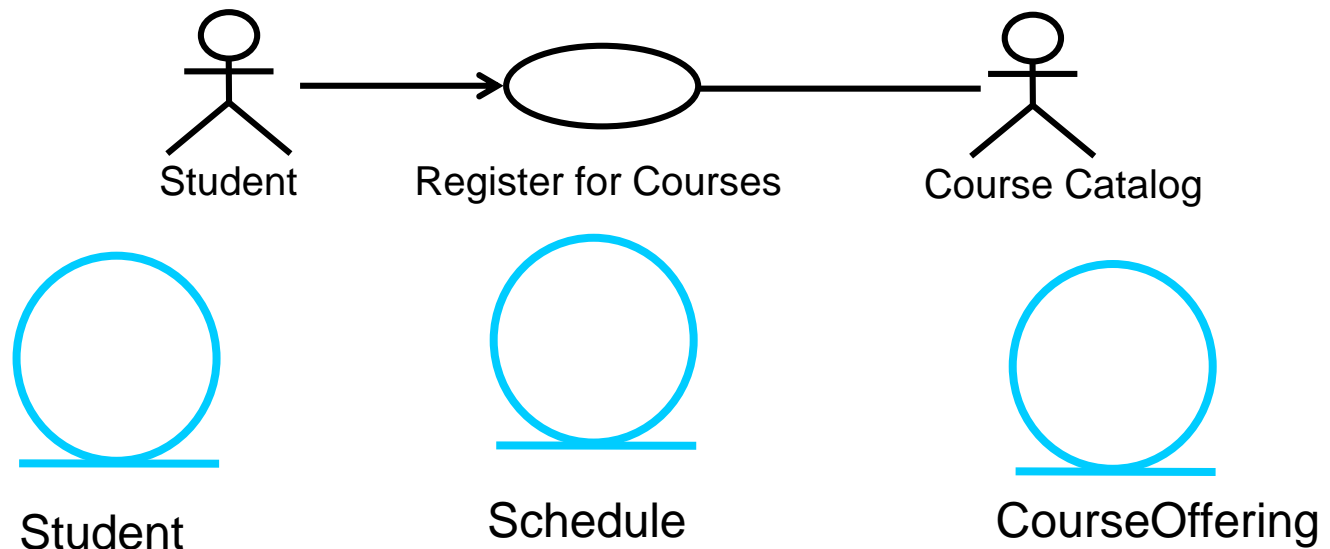 Student
Register for Courses
Course Catalog
Student
Schedule
CourseOffering